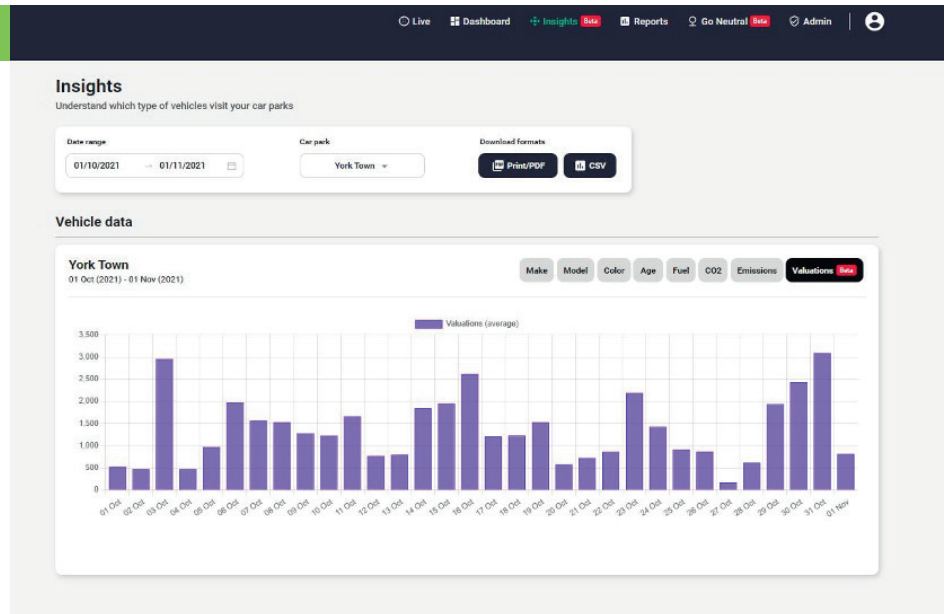 Live Dashboard Insights Beta Reports Go Neutral Beta Admin
Insights
Understand which type of vehicles visit your car parks
Date range Car park Download formats
01/10/2021 → 01/11/2021 York Town Print/PDF CSV
Vehicle data
York Town
01 Oct (2021) - 01 Nov (2021)
Make Model Color Age Fuel CO2 Emissions Valuations Beta
Valuations (average)
3,500
3,000
2,500
2,000
1,500
1,000
500
0
01 Oct 02 Oct 03 Oct 04 Oct 05 Oct 06 Oct 07 Oct 08 Oct 09 Oct 10 Oct 11 Oct 12 Oct 13 Oct 14 Oct 15 Oct 16 Oct 17 Oct 18 Oct 19 Oct 20 Oct 21 Oct 22 Oct 23 Oct 24 Oct 25 Oct 26 Oct 27 Oct 28 Oct 29 Oct 30 Oct 31 Oct 01 Nov